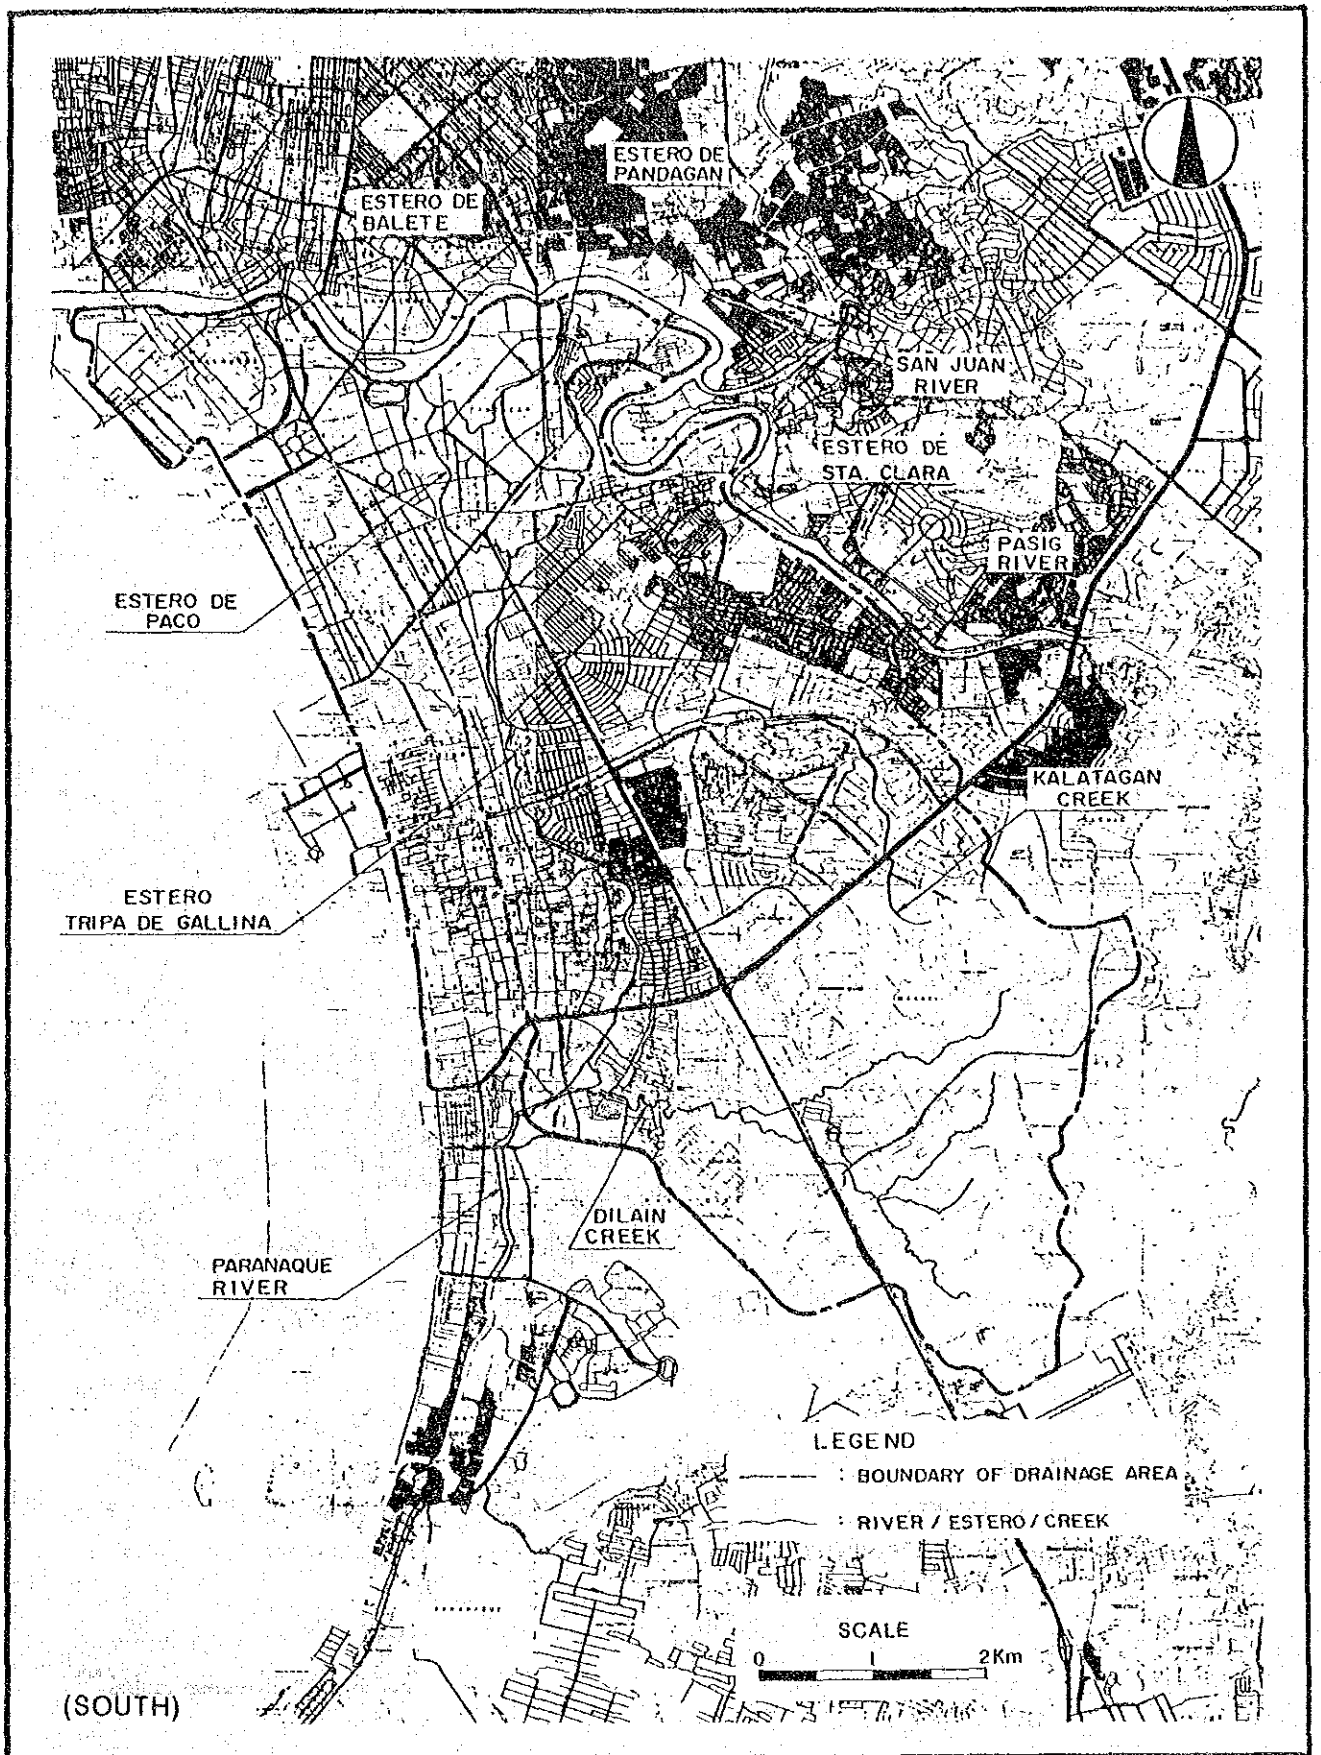 ESTERO DE
PANDAGAN
ESTERO DE
BALETE
SAN JUAN
RIVER
ESTERO DE
STA. CLARA
PASIG
RIVER
ESTERO DE
PACO
KALATAGAN
CREEK
ESTERO
TRIPA DE GALLINA
DILAIN
CREEK
PARANAQUE
RIVER
LEGEND
: BOUNDARY OF DRAINAGE AREA
: RIVER / ESTERO / CREEK
SCALE
0 1 2Km
(SOUTH)